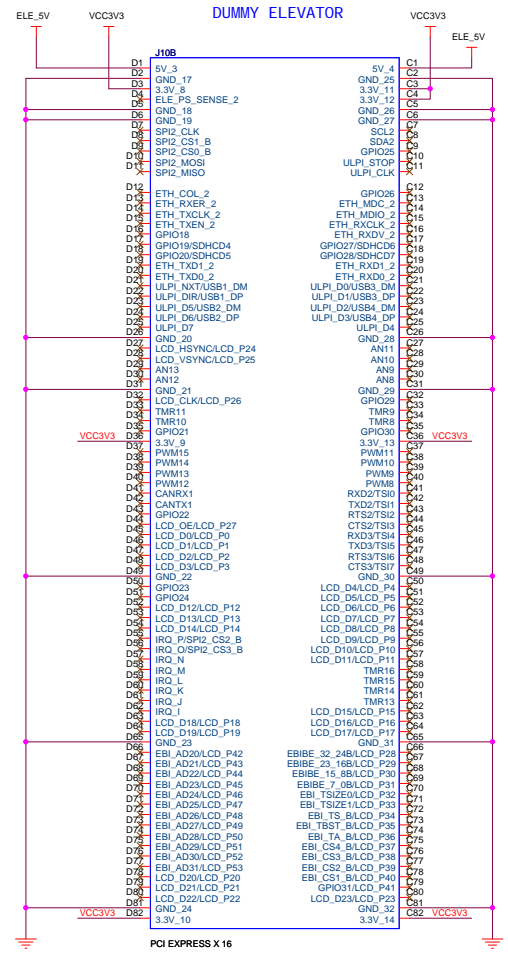 DUMMY ELEVATOR
ELE_5V VCC3V3 VCC3V3 ELE_5V
J10B
D1 5V_3 5V_4 C1
D2 GND_17 GND_25 C2
D3 3.3V_8 3.3V_11 C3
D4 ELE_PS_SENSE_2 3.3V_12 C4
D5 GND_18 GND_26 C5
D6 GND_19 GND_27 C6
D7 SPI2_CLK SCL2 C7
D8 SPI2_CS1_B SDA2 C8
D9 SPI2_CS0_B GPIO25 C9
D10 SPI2_MOSI ULPI_STOP C10
D11 SPI2_MISO ULPI_CLK C11
D12 ETH_COL_2 GPIO26 C12
D13 ETH_RXER_2 ETH_MDC_2 C13
D14 ETH_TXCLK_2 ETH_MDIO_2 C14
D15 ETH_TXEN_2 ETH_RXCLK_2 C15
D16 GPIO18 ETH_RXDV_2 C16
D17 GPIO19/SDHCD4 GPIO27/SDHCD6 C17
D18 GPIO20/SDHCD5 GPIO28/SDHCD7 C18
D19 ETH_TXD1_2 ETH_RXD1_2 C19
D20 ETH_TXD0_2 ETH_RXD0_2 C20
D21 ULPI_NXT/USB1_DM ULPI_D0/USB3_DM C21
D22 ULPI_DIR/USB1_DP ULPI_D1/USB3_DP C22
D23 ULPI_D5/USB2_DM ULPI_D2/USB4_DM C23
D24 ULPI_D6/USB2_DP ULPI_D3/USB4_DP C24
D25 ULPI_D7 ULPI_D4 C25
D26 GND_20 GND_28 C26
D27 LCD_HSYNC/LCD_P24 AN11 C27
D28 LCD_VSYNC/LCD_P25 AN10 C28
D29 AN13 AN9 C29
D30 AN12 AN8 C30
D31 GND_21 GND_29 C31
D32 LCD_CLK/LCD_P26 GPIO29 C32
D33 TMR11 TMR9 C33
D34 TMR10 TMR8 C34
D35 GPIO21 GPIO30 C35
VCC3V3 D36 3.3V_9 3.3V_13 C36 VCC3V3
D37 PWM15 PWM11 C37
D38 PWM14 PWM10 C38
D39 PWM13 PWM9 C39
D40 PWM12 PWM8 C40
D41 CANRX1 RXD2/TSI0 C41
D42 CANTX1 TXD2/TSI1 C42
D43 GPIO22 RTS2/TSI2 C43
D44 LCD_OE/LCD_P27 CTS2/TSI3 C44
D45 LCD_D0/LCD_P0 RXD3/TSI4 C45
D46 LCD_D1/LCD_P1 TXD3/TSI5 C46
D47 LCD_D2/LCD_P2 RTS3/TSI6 C47
D48 LCD_D3/LCD_P3 CTS3/TSI7 C48
D49 GND_22 GND_30 C49
D50 GPIO23 LCD_D4/LCD_P4 C50
D51 GPIO24 LCD_D5/LCD_P5 C51
D52 LCD_D12/LCD_P12 LCD_D6/LCD_P6 C52
D53 LCD_D13/LCD_P13 LCD_D7/LCD_P7 C53
D54 LCD_D14/LCD_P14 LCD_D8/LCD_P8 C54
D55 IRQ_P/SPI2_CS2_B LCD_D9/LCD_P9 C55
D56 IRQ_O/SPI2_CS3_B LCD_D10/LCD_P10 C56
D57 IRQ_N LCD_D11/LCD_P11 C57
D58 IRQ_M TMR16 C58
D59 IRQ_L TMR15 C59
D60 IRQ_K TMR14 C60
D61 IRQ_J TMR13 C61
D62 IRQ_I LCD_D15/LCD_P15 C62
D63 LCD_D18/LCD_P18 LCD_D16/LCD_P16 C63
D64 LCD_D19/LCD_P19 LCD_D17/LCD_P17 C64
D65 GND_23 GND_31 C65
D66 EBI_AD20/LCD_P42 EBIBE_32_24B/LCD_P28 C66
D67 EBI_AD21/LCD_P43 EBIBE_23_16B/LCD_P29 C67
D68 EBI_AD22/LCD_P44 EBIBE_15_8B/LCD_P30 C68
D69 EBI_AD23/LCD_P45 EBIBE_7_0B/LCD_P31 C69
D70 EBI_AD24/LCD_P46 EBI_TSIZE0/LCD_P32 C70
D71 EBI_AD25/LCD_P47 EBI_TSIZE1/LCD_P33 C71
D72 EBI_AD26/LCD_P48 EBI_TS_B/LCD_P34 C72
D73 EBI_AD27/LCD_P49 EBI_TBST_B/LCD_P35 C73
D74 EBI_AD28/LCD_P50 EBI_TA_B/LCD_P36 C74
D75 EBI_AD29/LCD_P51 EBI_CS4_B/LCD_P37 C75
D76 EBI_AD30/LCD_P52 EBI_CS3_B/LCD_P38 C76
D77 EBI_AD31/LCD_P53 EBI_CS2_B/LCD_P39 C77
D78 LCD_D20/LCD_P20 EBI_CS1_B/LCD_P40 C78
D79 LCD_D21/LCD_P21 GPIO31/LCD_P41 C79
D80 LCD_D22/LCD_P22 LCD_D23/LCD_P23 C80
D81 GND_24 GND_32 C81
VCC3V3 D82 3.3V_10 3.3V_14 C82 VCC3V3
PCI EXPRESS X 16